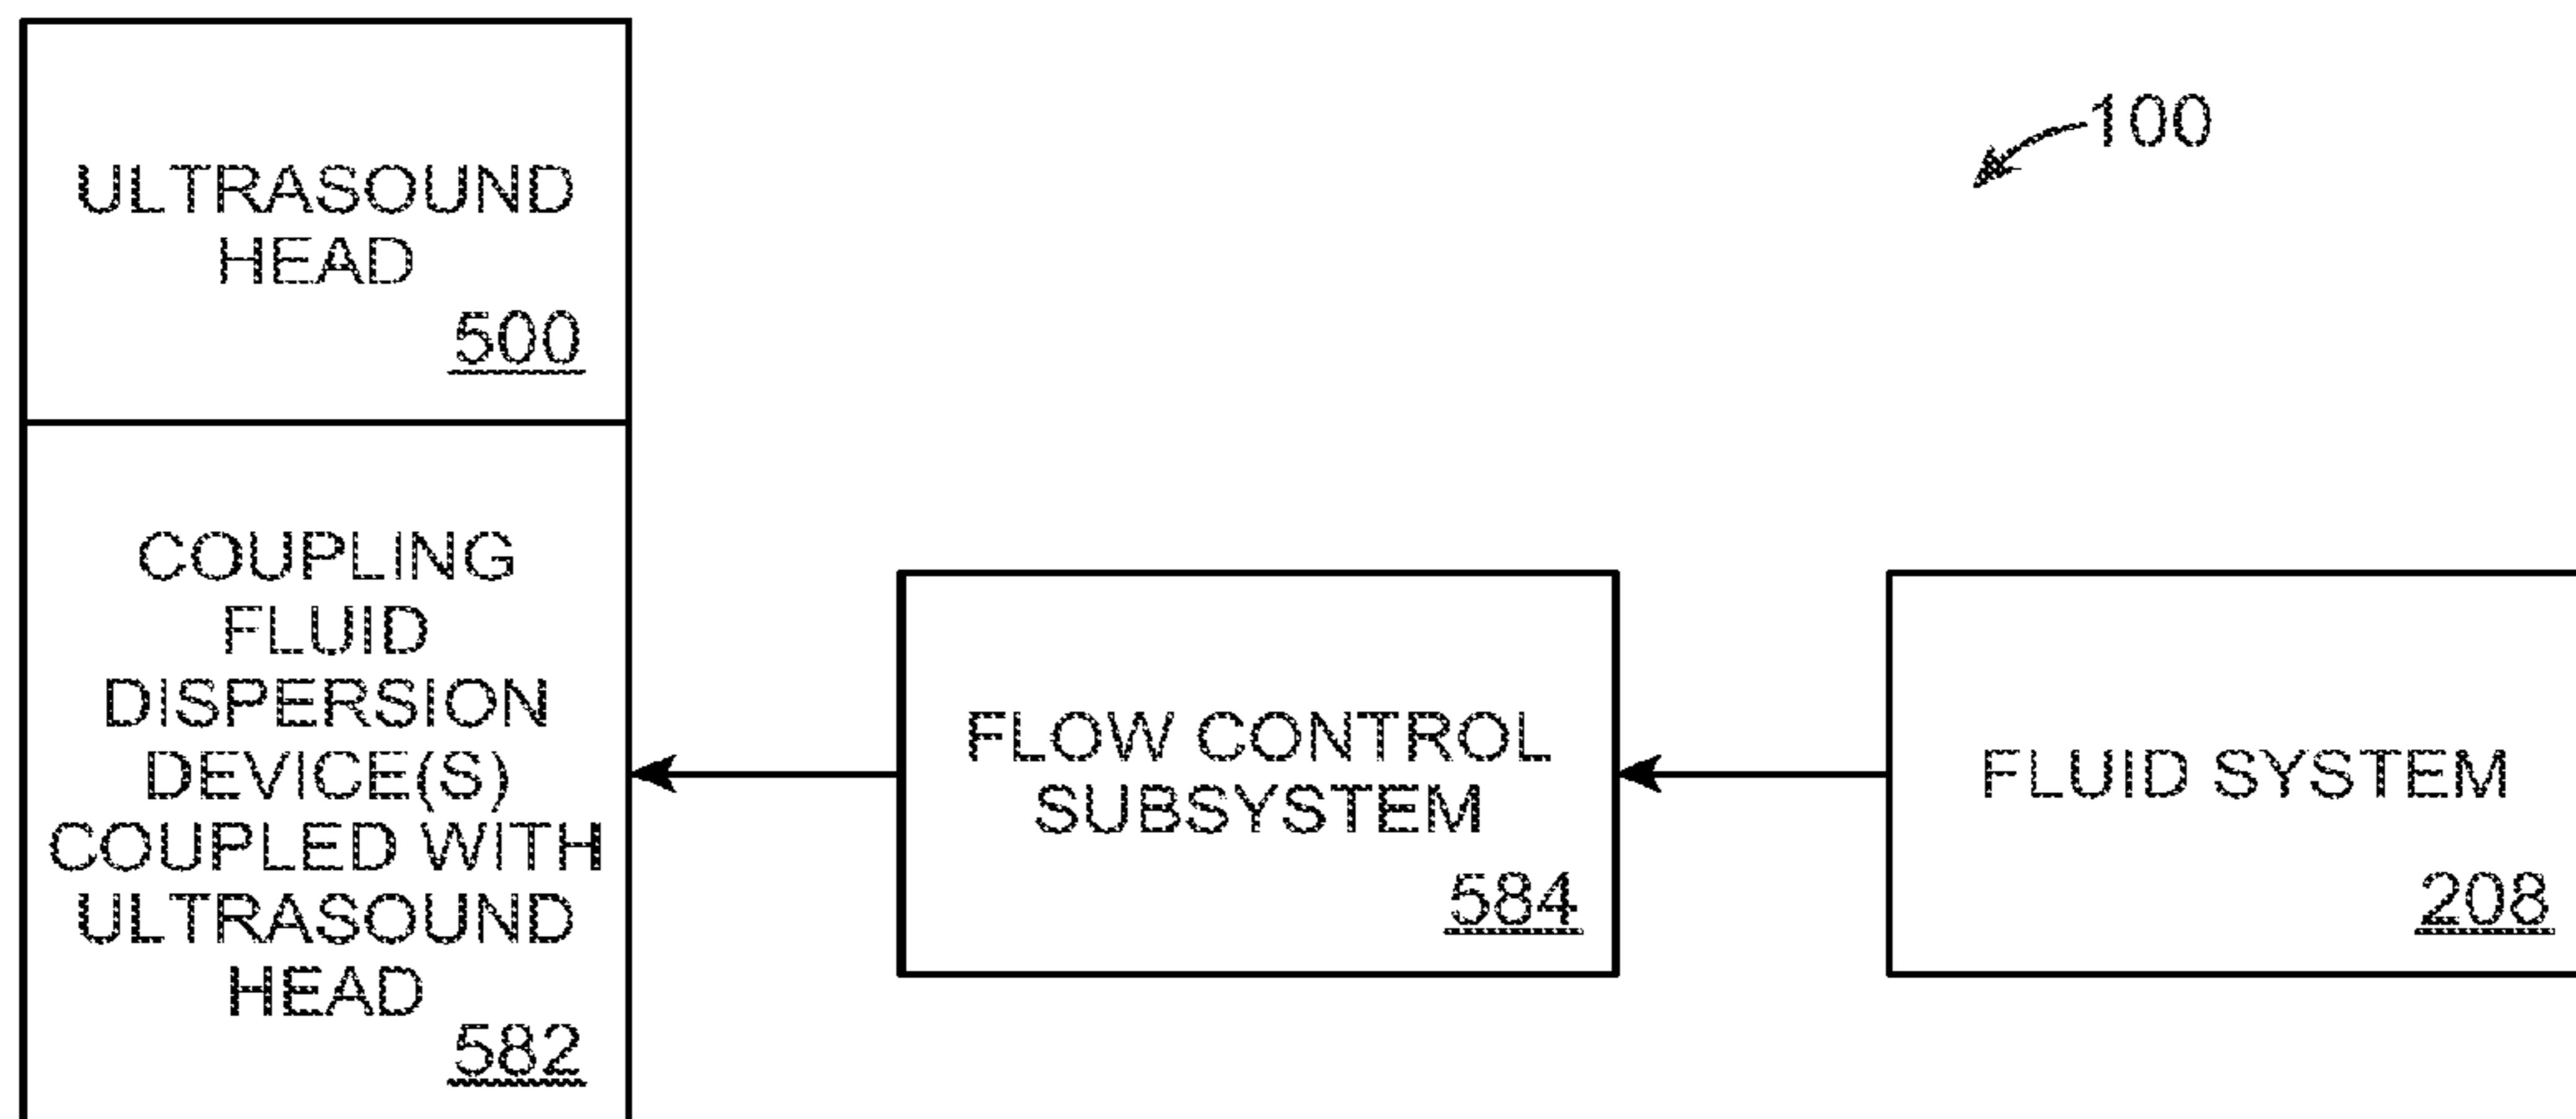 ULTRASOUND
HEAD
500
100
COUPLING
FLUID
DISPERSION
DEVICE(S)
COUPLED WITH
ULTRASOUND
HEAD
582
FLOW CONTROL
SUBSYSTEM
584
FLUID SYSTEM
208